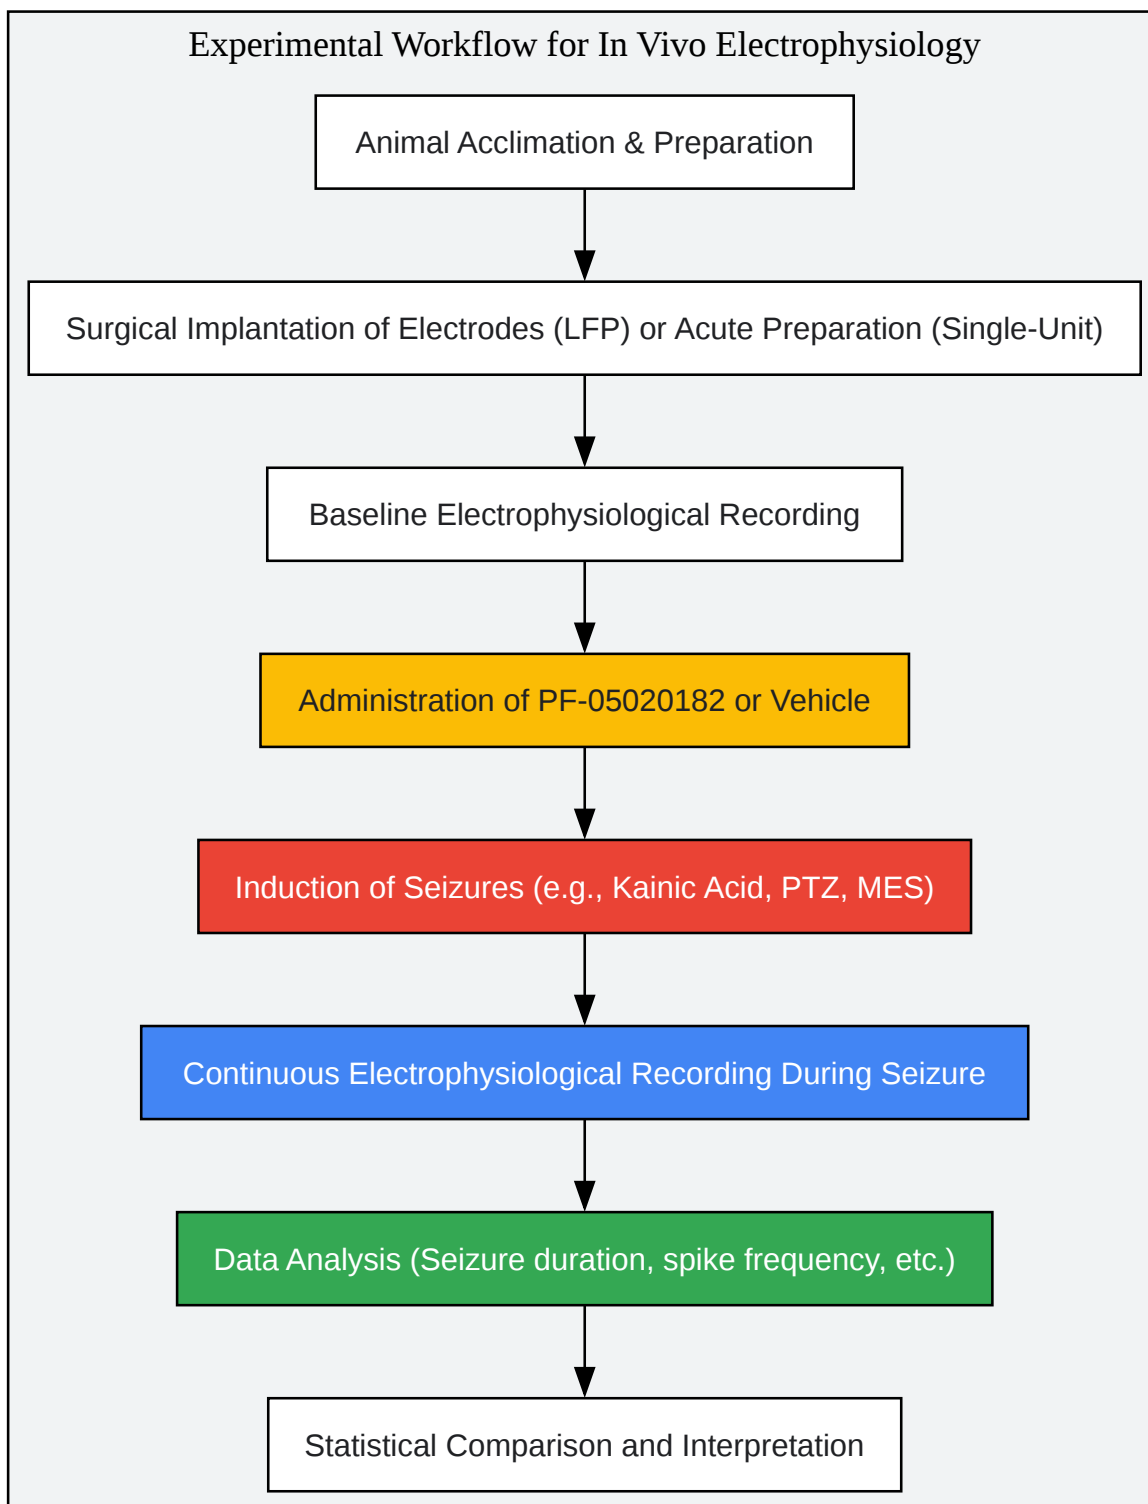 Experimental Workflow for In Vivo Electrophysiology
Animal Acclimation & Preparation
Surgical Implantation of Electrodes (LFP) or Acute Preparation (Single-Unit)
Baseline Electrophysiological Recording
Administration of PF-05020182 or Vehicle
Induction of Seizures (e.g., Kainic Acid, PTZ, MES)
Continuous Electrophysiological Recording During Seizure
Data Analysis (Seizure duration, spike frequency, etc.)
Statistical Comparison and Interpretation